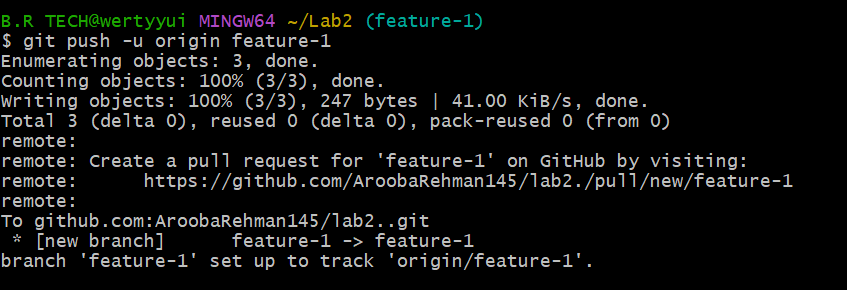 B.R TECH@wertyyui MINGW64 ~/Lab2 (feature-1)
$ git push -u origin feature-1
Enumerating objects: 3, done.
Counting objects: 100% (3/3), done.
Writing objects: 100% (3/3), 247 bytes | 41.00 KiB/s, done.
Total 3 (delta 0), reused 0 (delta 0), pack-reused 0 (from 0)
remote:
remote: Create a pull request for 'feature-1' on GitHub by visiting:
remote:      https://github.com/AroobaRehman145/lab2./pull/new/feature-1
remote:
To github.com:AroobaRehman145/lab2..git
 * [new branch]      feature-1 -> feature-1
branch 'feature-1' set up to track 'origin/feature-1'.